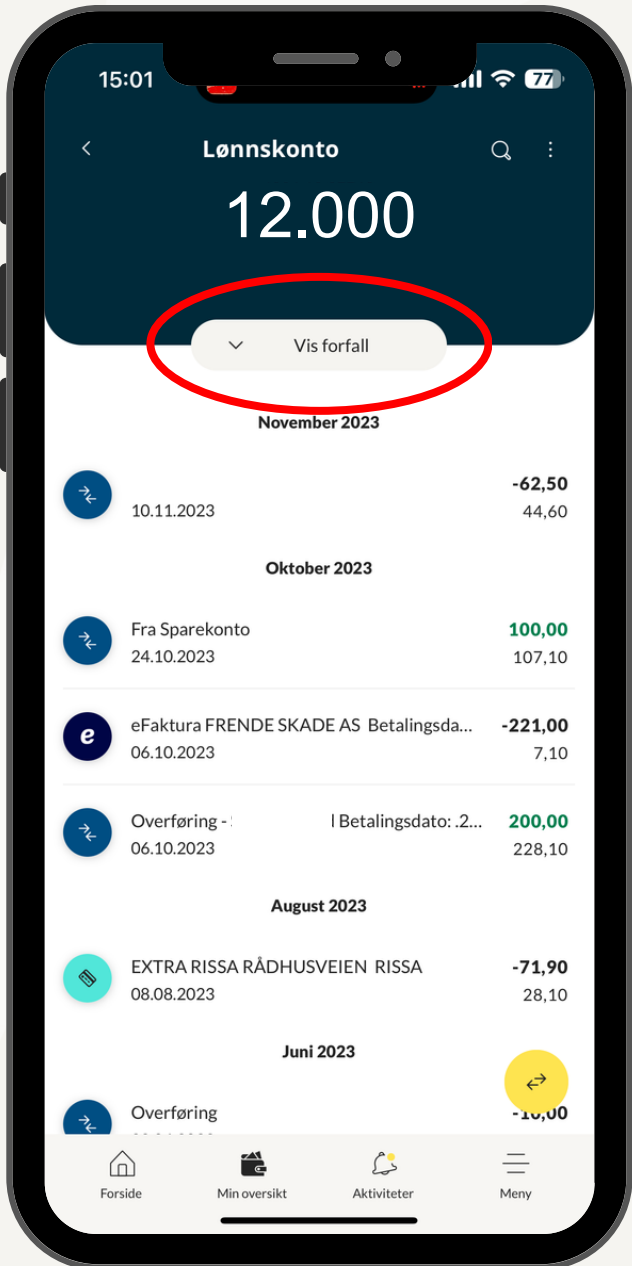 15:01
77
Lønnskonto
12.000
Vis forfall
November 2023
-62,50
10.11.2023 44,60
Oktober 2023
Fra Sparekonto 100,00
24.10.2023 107,10
e eFaktura FRENDE SKADE AS Betalingsda... -221,00
06.10.2023 7,10
Overføring - Betalingsdato: .2... 200,00
06.10.2023 228,10
August 2023
EXTRA RISSA RÅDHUSVEIEN RISSA -71,90
08.08.2023 28,10
Juni 2023
Overføring -10,00
Forside Min oversikt Aktiviteter Meny